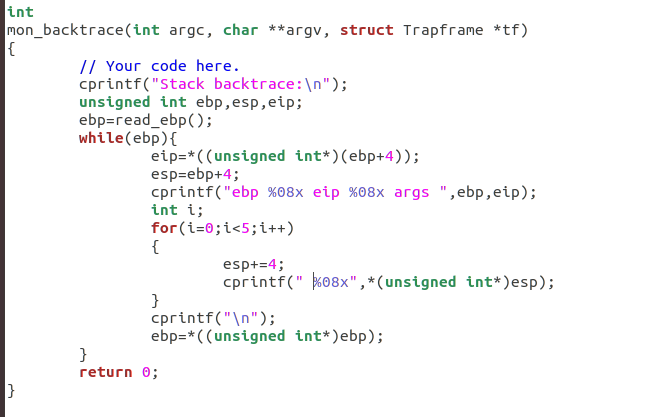 int
mon_backtrace(int argc, char **argv, struct Trapframe *tf)
{
        // Your code here.
        cprintf("Stack backtrace:\n");
        unsigned int ebp,esp,eip;
        ebp=read_ebp();
        while(ebp){
                eip=*((unsigned int*)(ebp+4));
                esp=ebp+4;
                cprintf("ebp %08x eip %08x args ",ebp,eip);
                int i;
                for(i=0;i<5;i++)
                {
                        esp+=4;
                        cprintf(" %08x",*(unsigned int*)esp);
                }
                cprintf("\n");
                ebp=*((unsigned int*)ebp);
        }
        return 0;
}